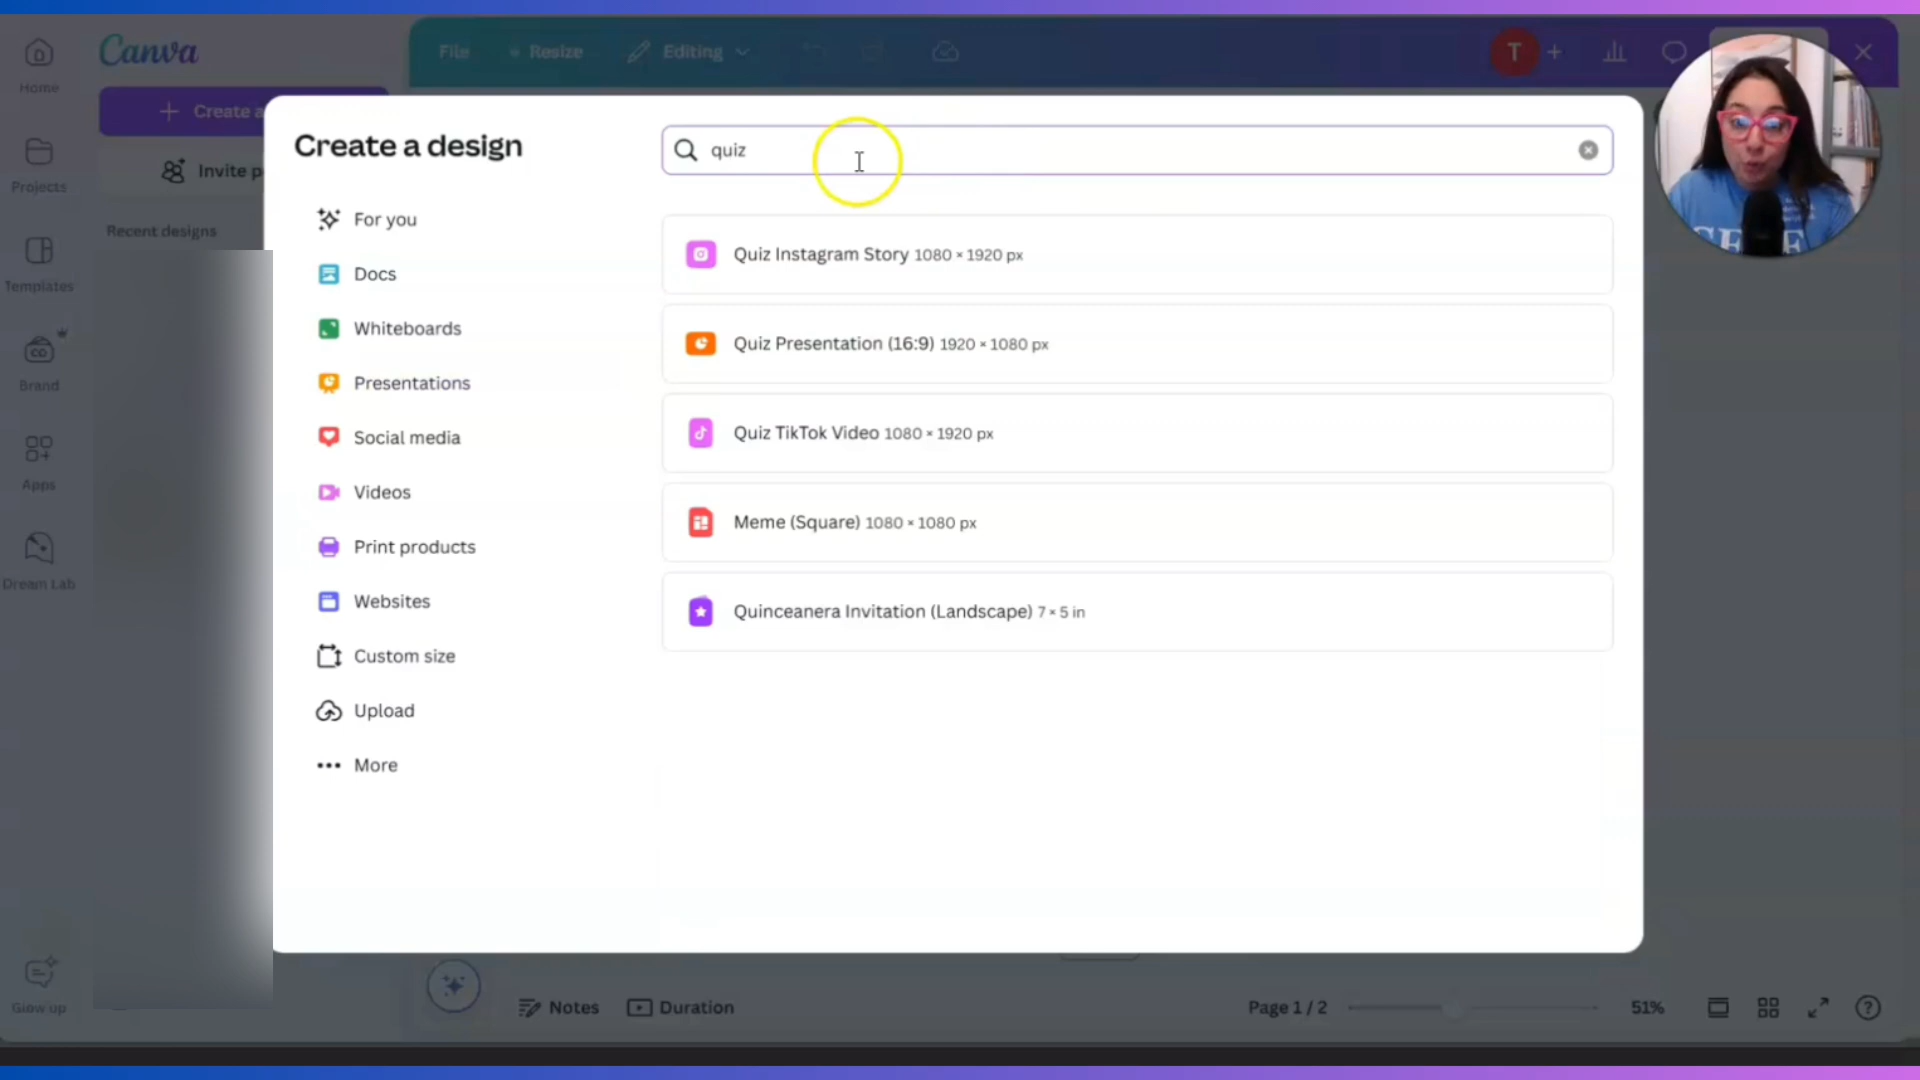 Canva
File
Resize
Editing
T
Home
Create a
Create a design
quiz
Invite p
Projects
Recent designs
For you
Quiz Instagram Story 1080 × 1920 px
Docs
Templates
Whiteboards
Quiz Presentation (16:9) 1920 × 1080 px
Brand
Presentations
Social media
Quiz TikTok Video 1080 × 1920 px
Apps
Videos
Meme (Square) 1080 × 1080 px
Print products
Dream Lab
Websites
Quinceanera Invitation (Landscape) 7 × 5 in
Custom size
Upload
More
Glow up
Notes
Duration
Page 1 / 2
51%